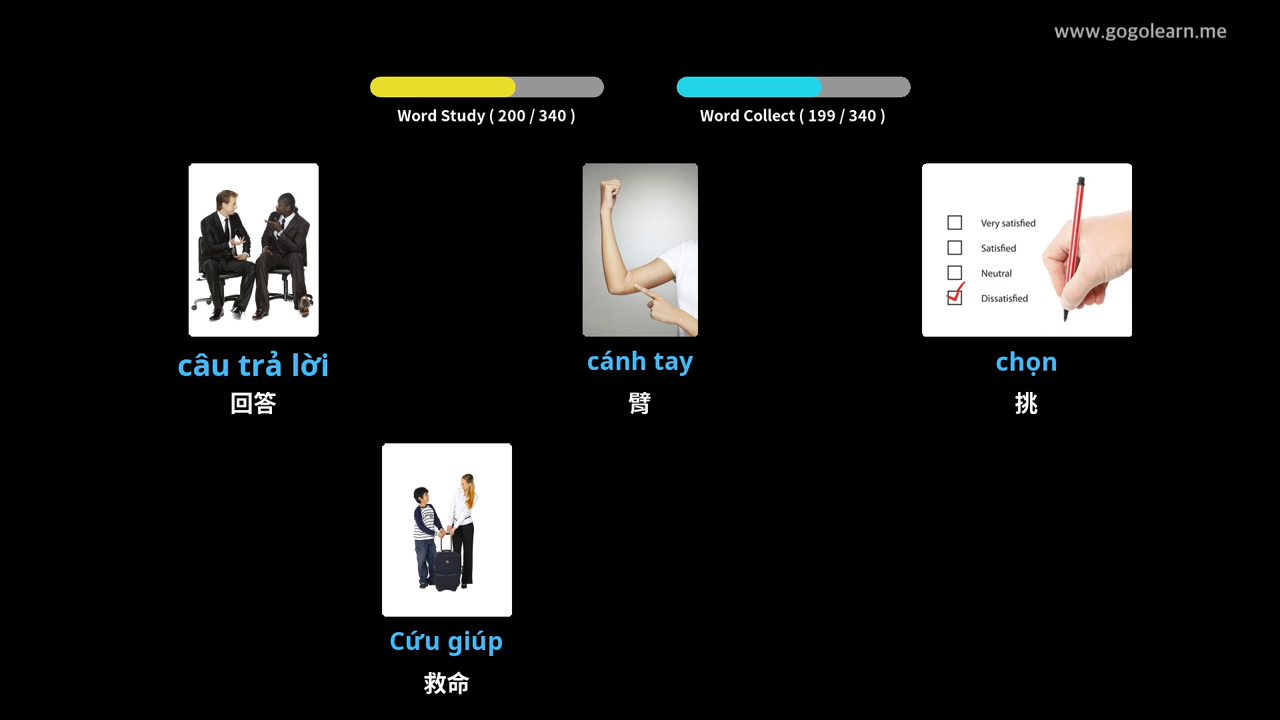 www.gogolearn.me
Word Study ( 200 / 340 )
Word Collect ( 199 / 340 )
Very satisfied
Satisfied
Neutral
Dissatisfied
câu trả lời
回答
cánh tay
臂
chọn
挑
Cứu giúp
救命